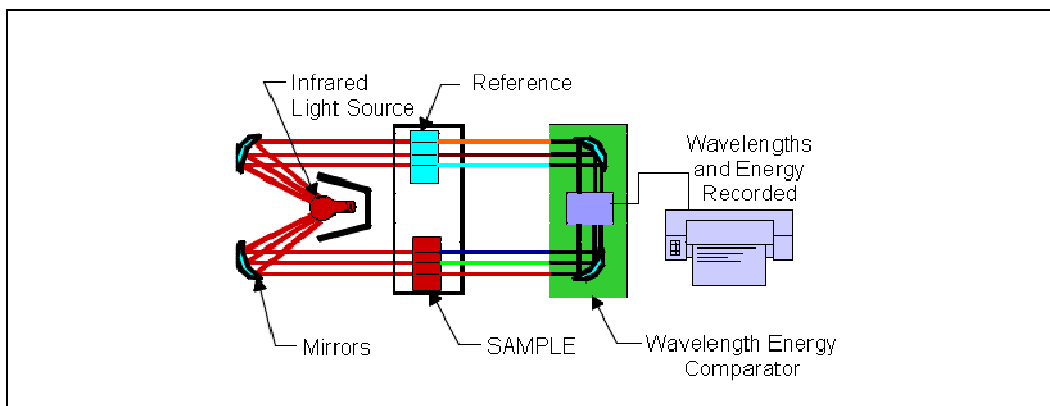 Infrared
Light Source
Reference
Wavelengths
and Energy
Recorded
Mirrors
SAMPLE
Wavelength Energy
Comparator